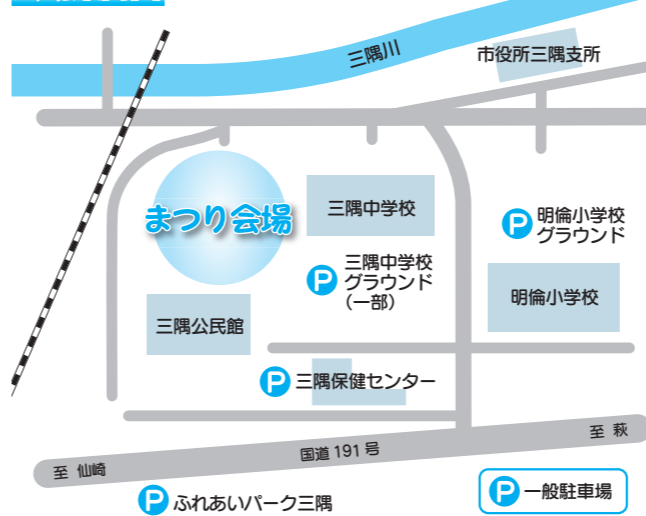 三隅川
市役所三隅支所
まつり会場
三隅中学校
P 明倫小学校
グラウンド
P 三隅中学校
グラウンド
(一部)
明倫小学校
三隅公民館
P 三隅保健センター
至 萩
国道 191 号
至 仙崎
P ふれあいパーク三隅
P 一般駐車場